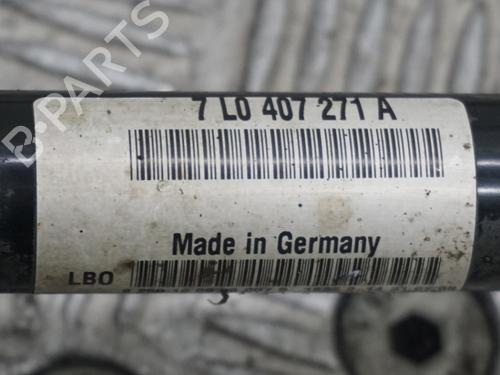 B-PARTS
7 L0 407 271 A
Made in Germany
LBO